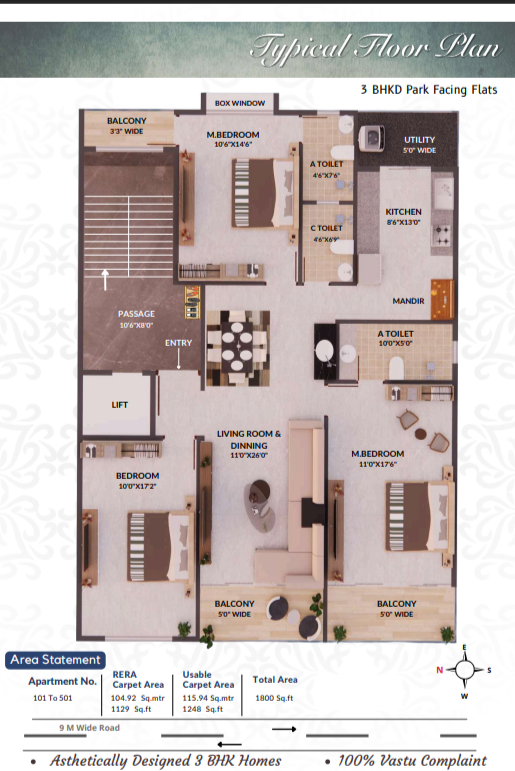 Typical Floor Plan
3 BHKD Park Facing Flats
BOX WINDOW
BALCONY
3'3" WIDE
M.BEDROOM
10'6"X14'6"
UTILITY
5'0" WIDE
A TOILET
4'6"X7'6"
KITCHEN
8'6"X13'0"
C TOILET
4'6"X6'9"
MANDIR
PASSAGE
10'6"X8'0"
ENTRY
A TOILET
10'0"X5'0"
LIFT
LIVING ROOM &
DINNING
11'0"X26'0"
M.BEDROOM
11'0"X17'6"
BEDROOM
10'0"X17'2"
BALCONY
5'0" WIDE
BALCONY
5'0" WIDE
Area Statement
Apartment No.
RERA
Carpet Area
Usable
Carpet Area
Total Area
101 To 501
104.92 Sq.mtr
1129 Sq.ft
115.94 Sq.mtr
1248 Sq.ft
1800 Sq.ft
E
N
S
W
9 M Wide Road
• Asthetically Designed 3 BHK Homes
• 100% Vastu Complaint